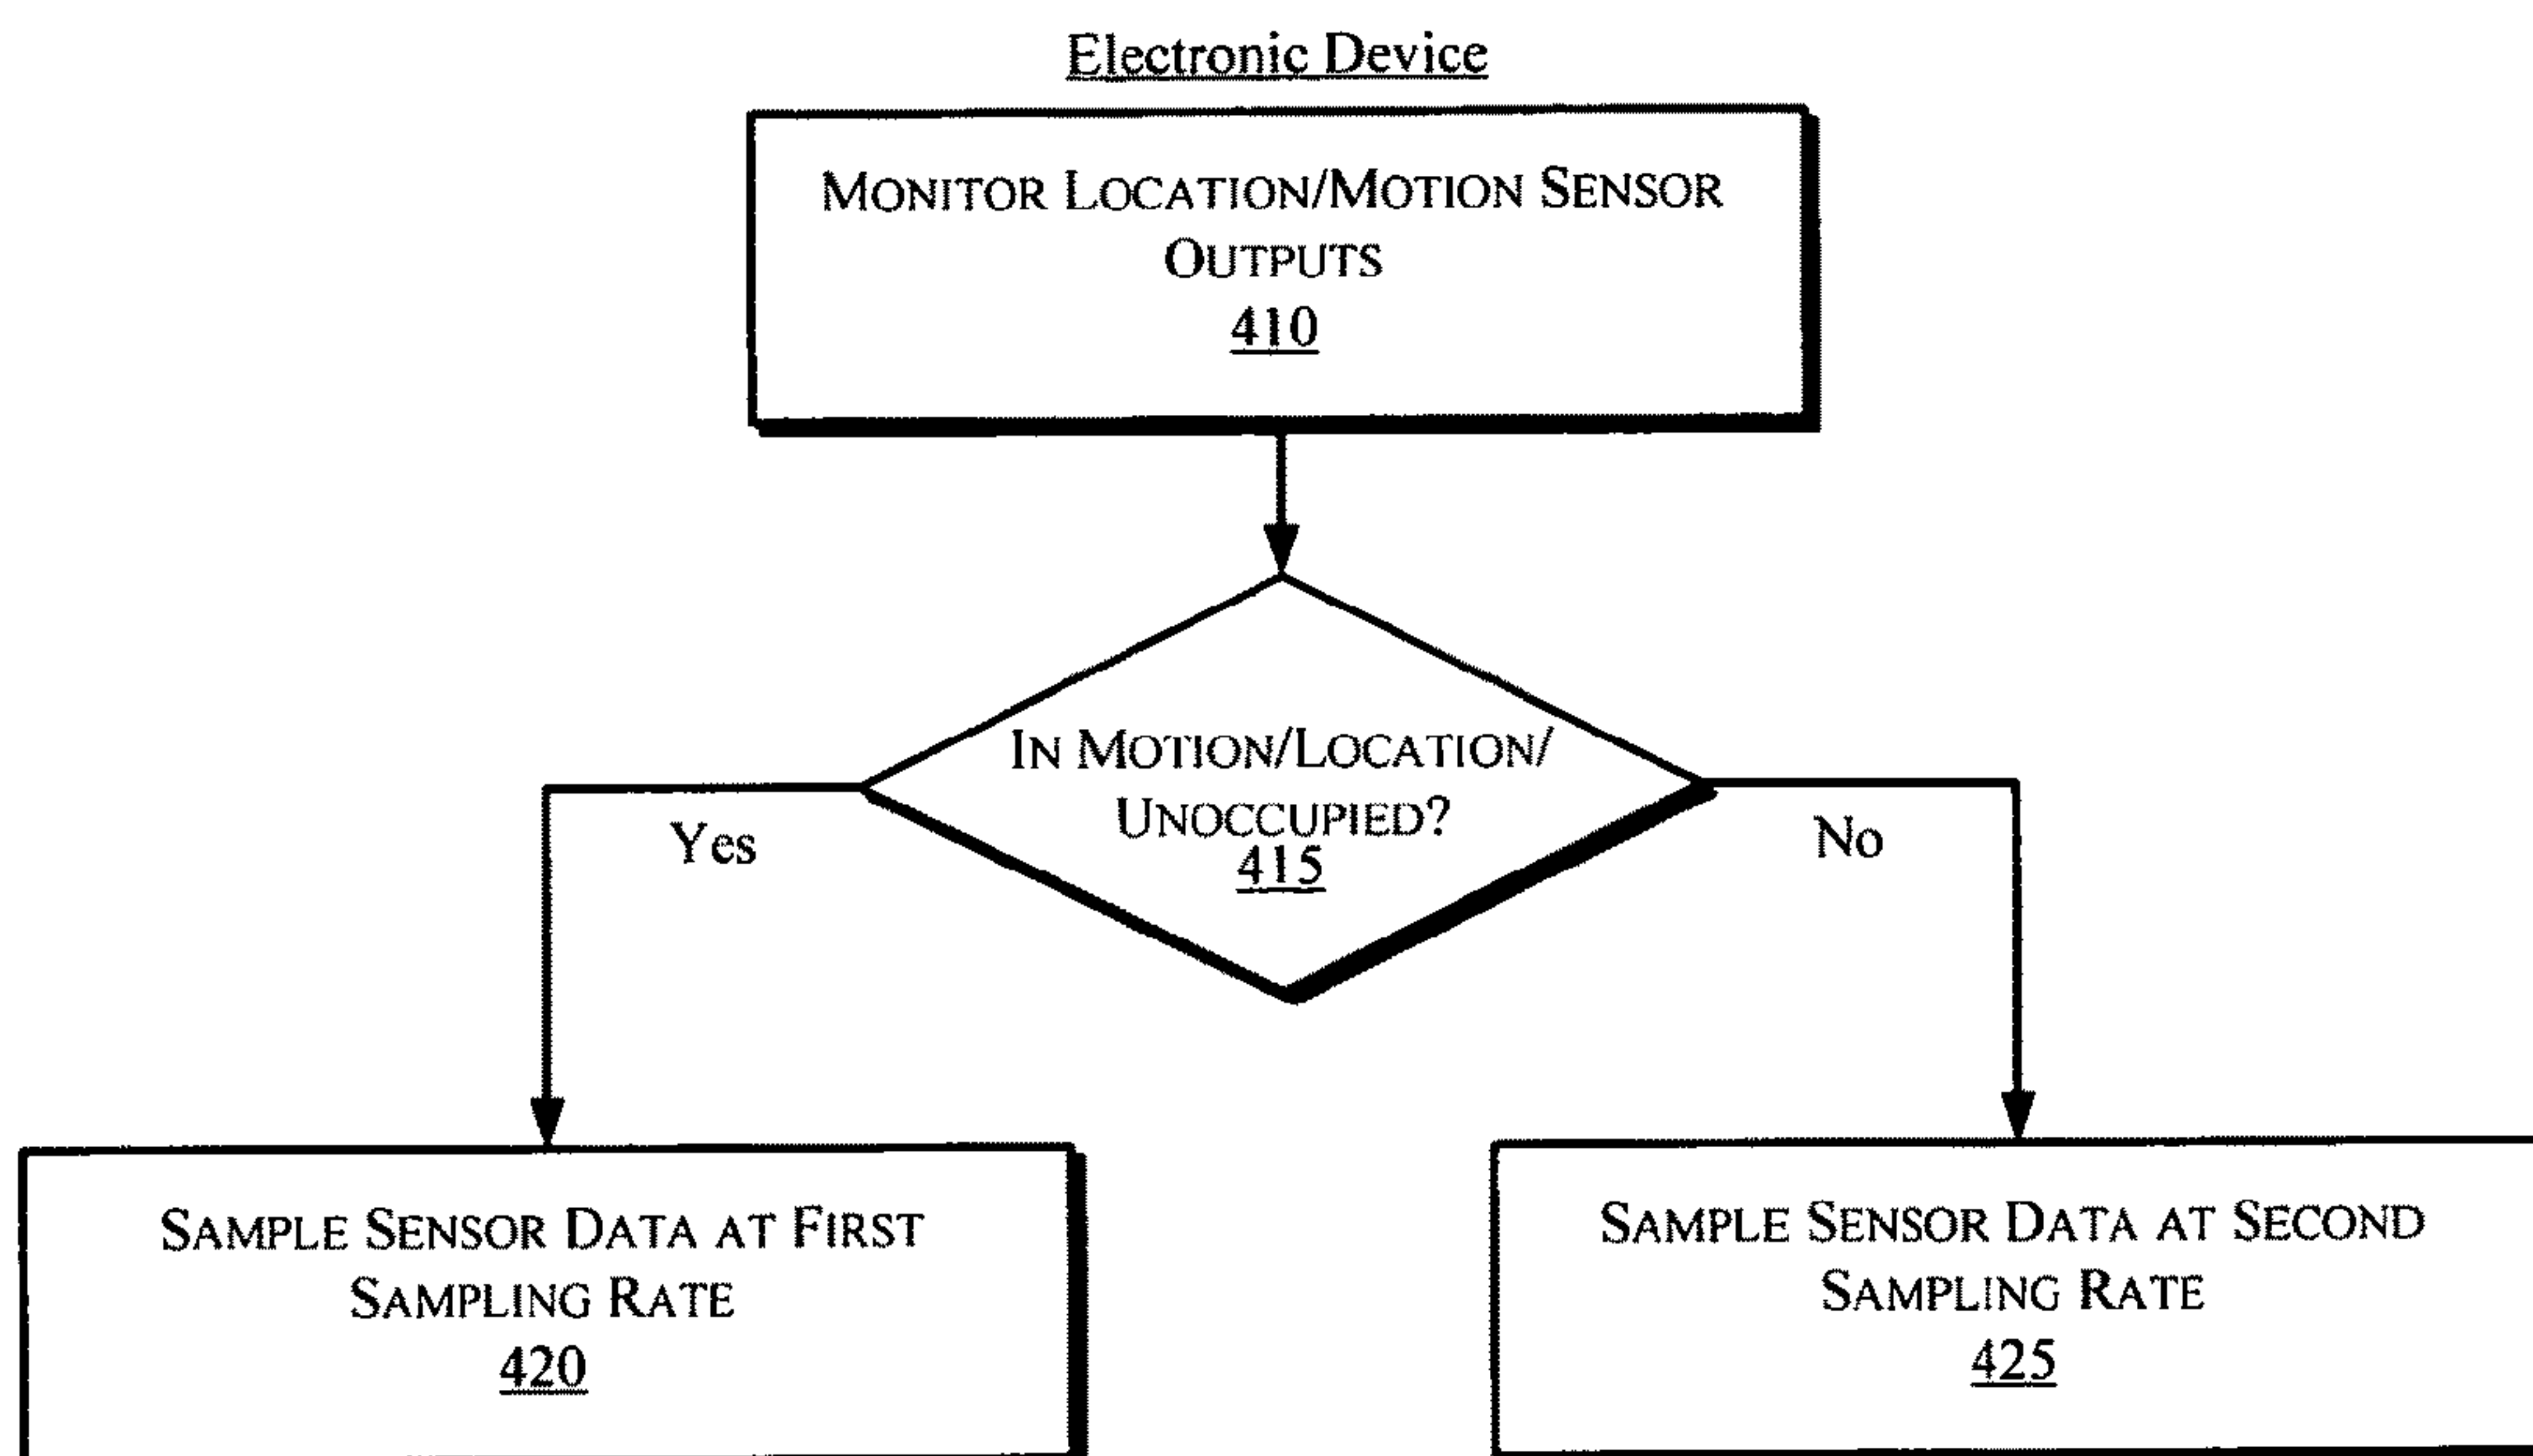 Electronic Device
MONITOR LOCATION/MOTION SENSOR
OUTPUTS
410
IN MOTION/LOCATION/
UNOCCUPIED?
415
Yes
No
SAMPLE SENSOR DATA AT FIRST
SAMPLING RATE
420
SAMPLE SENSOR DATA AT SECOND
SAMPLING RATE
425